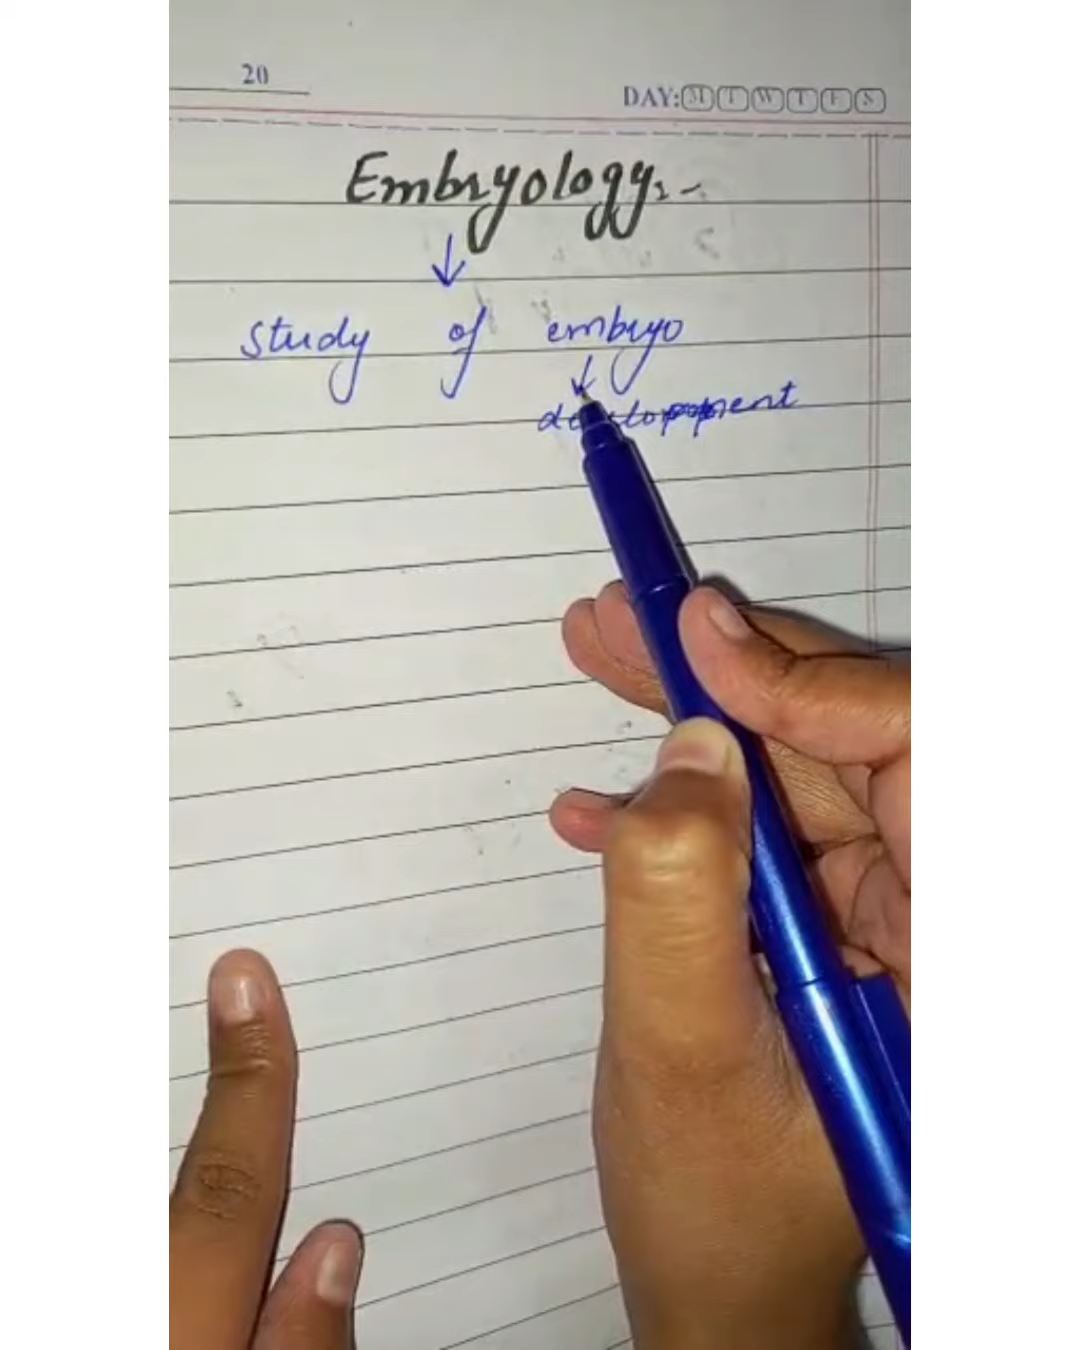 20
DAY: M T W T F S
Embryology:-
↓
study of embryo
↓
development